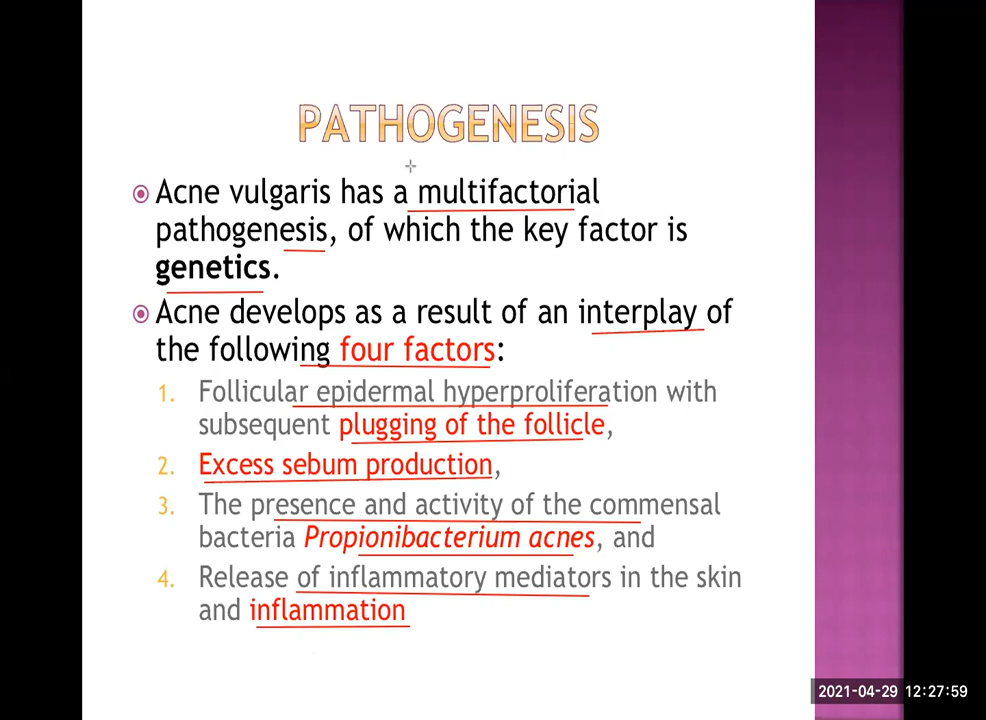 PATHOGENESIS
Acne vulgaris has a multifactorial
pathogenesis, of which the key factor is
genetics.
Acne develops as a result of an interplay of
the following four factors:
1. Follicular epidermal hyperproliferation with
subsequent plugging of the follicle,
2. Excess sebum production,
3. The presence and activity of the commensal
bacteria Propionibacterium acnes, and
4. Release of inflammatory mediators in the skin
and inflammation
2021-04-29 12:27:59